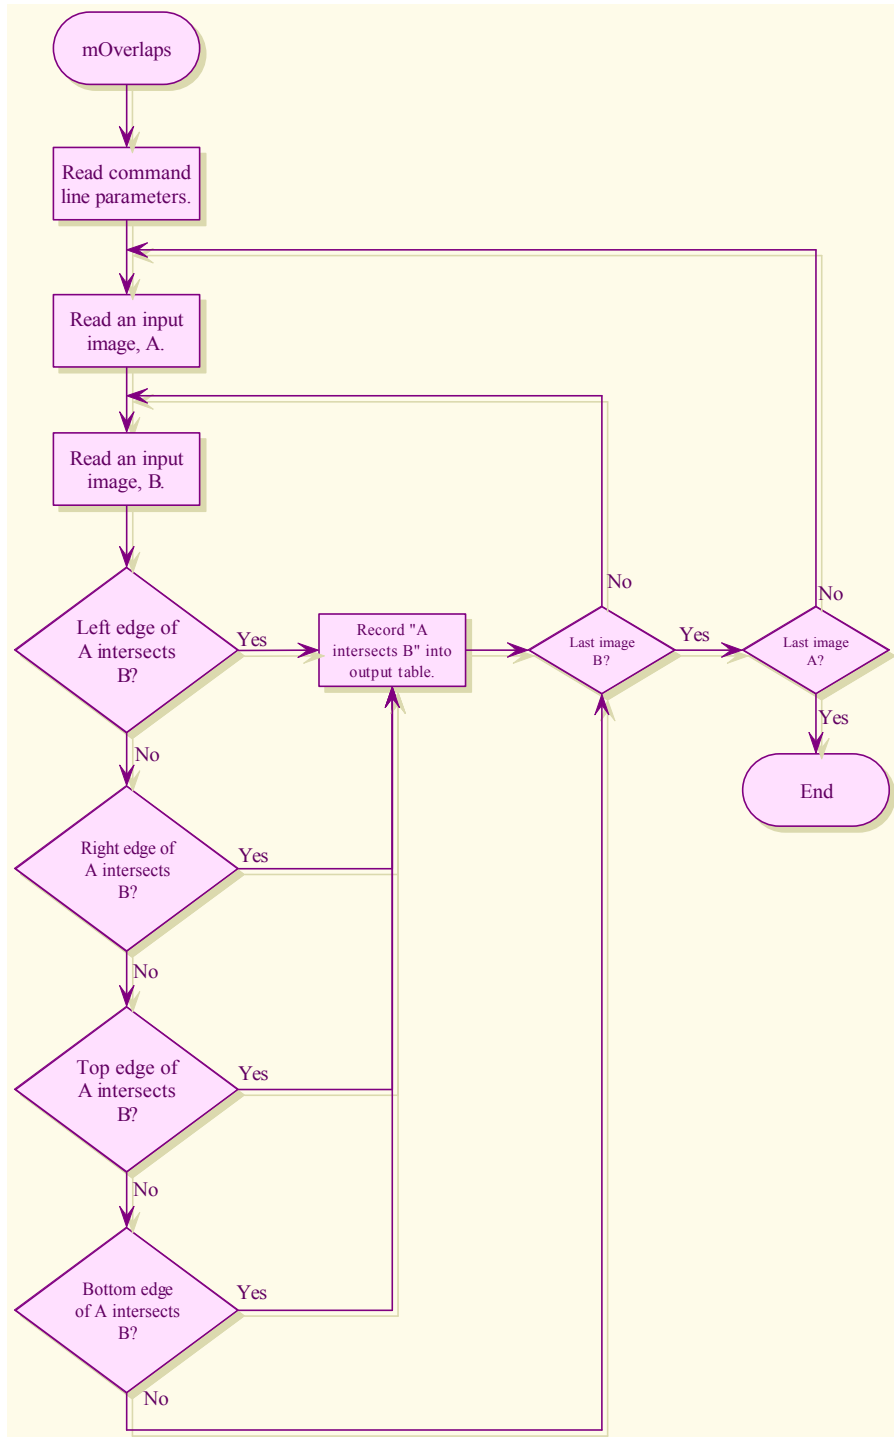 mOverlaps
Read command
line parameters.
Read an input
image, A.
Read an input
image, B.
Left edge of
A intersects
B?
Yes
No
Record "A
intersects B" into
output table.
Last image
B?
No
Yes
Last image
A?
No
Yes
End
Right edge of
A intersects
B?
Yes
No
Top edge of
A intersects
B?
Yes
No
Bottom edge
of A intersects
B?
Yes
No